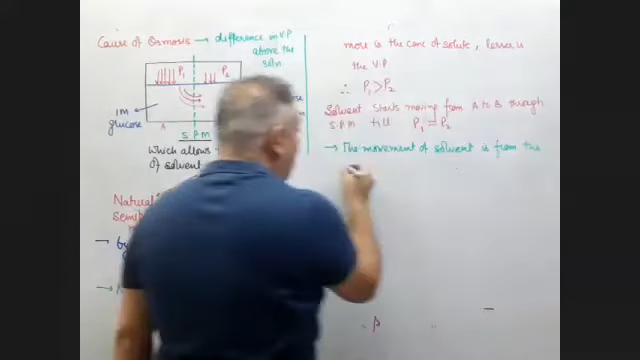 Cause of Osmosis → difference in V.P
above the
soln
P₁
P₂
1M
glucose
A
S P M
which allows
of solvent
Natural
more is the conc of solute, lesser is
the V.P
∴ P₁ > P₂
Solvent starts moving from A to B through
S.P.M till P₁ = P₂
→ The movement of solvent is from the